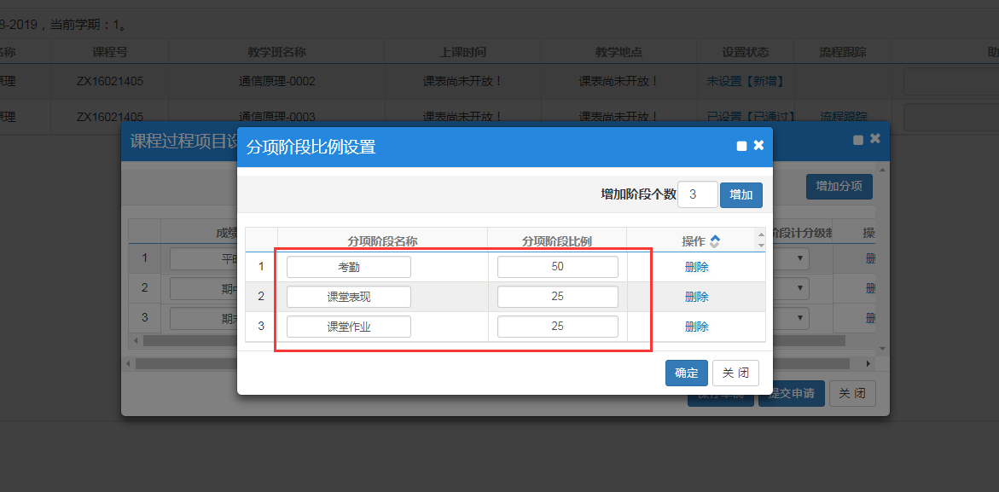 8-2019，当前学期：1。
名称 课程号 教学班名称 上课时间 教学地点 设置状态 流程跟踪 助
原理 ZX16021405 通信原理-0002 课表尚未开放！ 课表尚未开放！ 未设置【新增】
原理 ZX16021405 通信原理-0003 课表尚未开放！ 课表尚未开放！ 已设置【已通过】 流程跟踪
课程过程项目设
分项阶段比例设置
增加分项
增加阶段个数 3 增加
成绩 阶段计分级制 操
分项阶段名称 分项阶段比例 操作
1 平时 删
1 考勤 50 删除
2 期中 删
2 课堂表现 25 删除
3 期末 删
3 课堂作业 25 删除
确定 关 闭
保存草稿 提交申请 关 闭